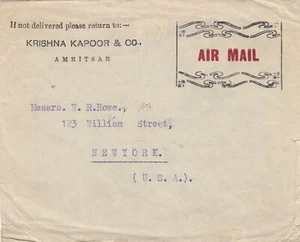 If not delivered please return to:—
KRISHNA KAPOOR & CO.,
AMRITSAR
AIR MAIL
Messrs. W. R.Howe.,
123 William Street,
NEWYORK.
(U.S.A.).